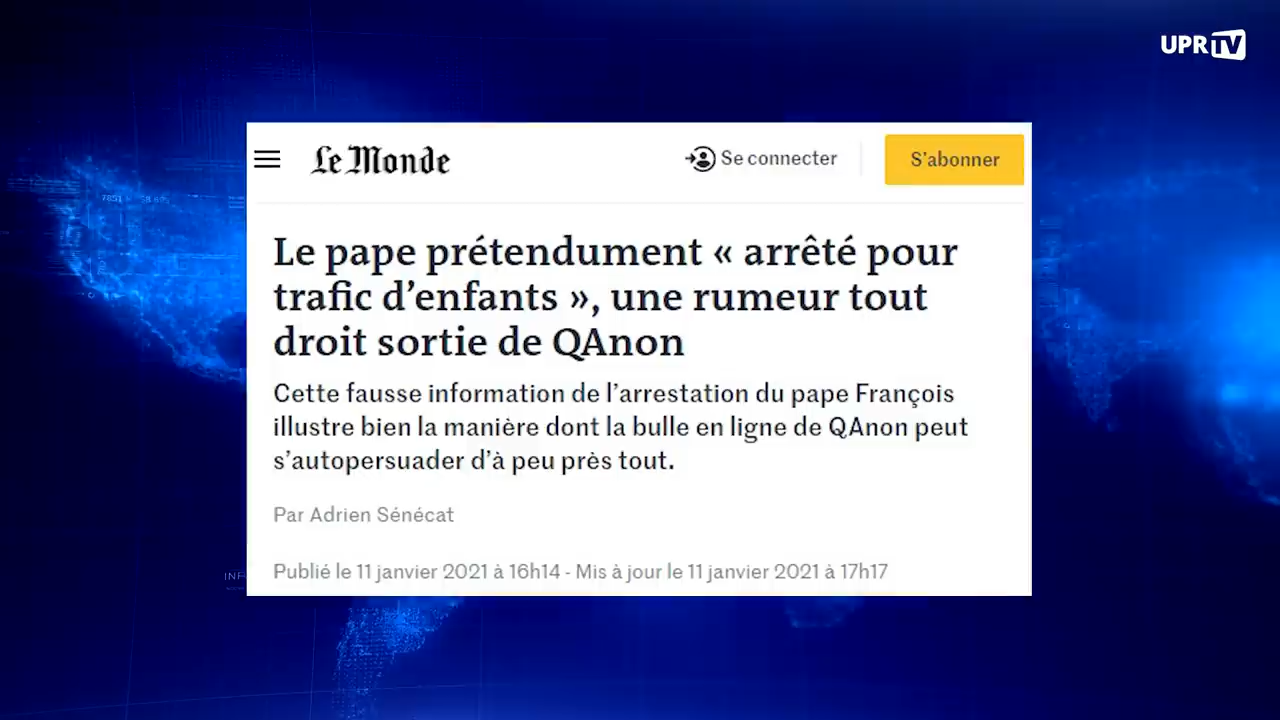 UPR TV
Le Monde
Se connecter
S'abonner
Le pape prétendument « arrêté pour
trafic d’enfants », une rumeur tout
droit sortie de QAnon
Cette fausse information de l’arrestation du pape François
illustre bien la manière dont la bulle en ligne de QAnon peut
s’autopersuader d’à peu près tout.
Par Adrien Sénécat
Publié le 11 janvier 2021 à 16h14 - Mis à jour le 11 janvier 2021 à 17h17